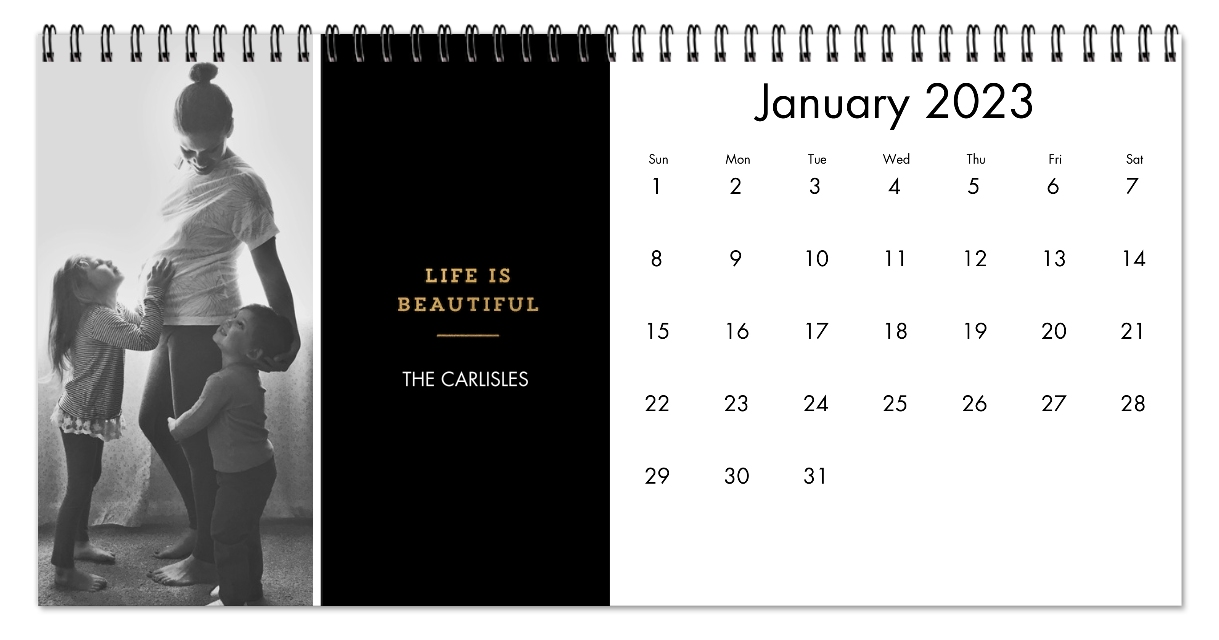 LIFE IS
BEAUTIFUL
THE CARLISLES
January 2023
Sun Mon Tue Wed Thu Fri Sat
1 2 3 4 5 6 7
8 9 10 11 12 13 14
15 16 17 18 19 20 21
22 23 24 25 26 27 28
29 30 31